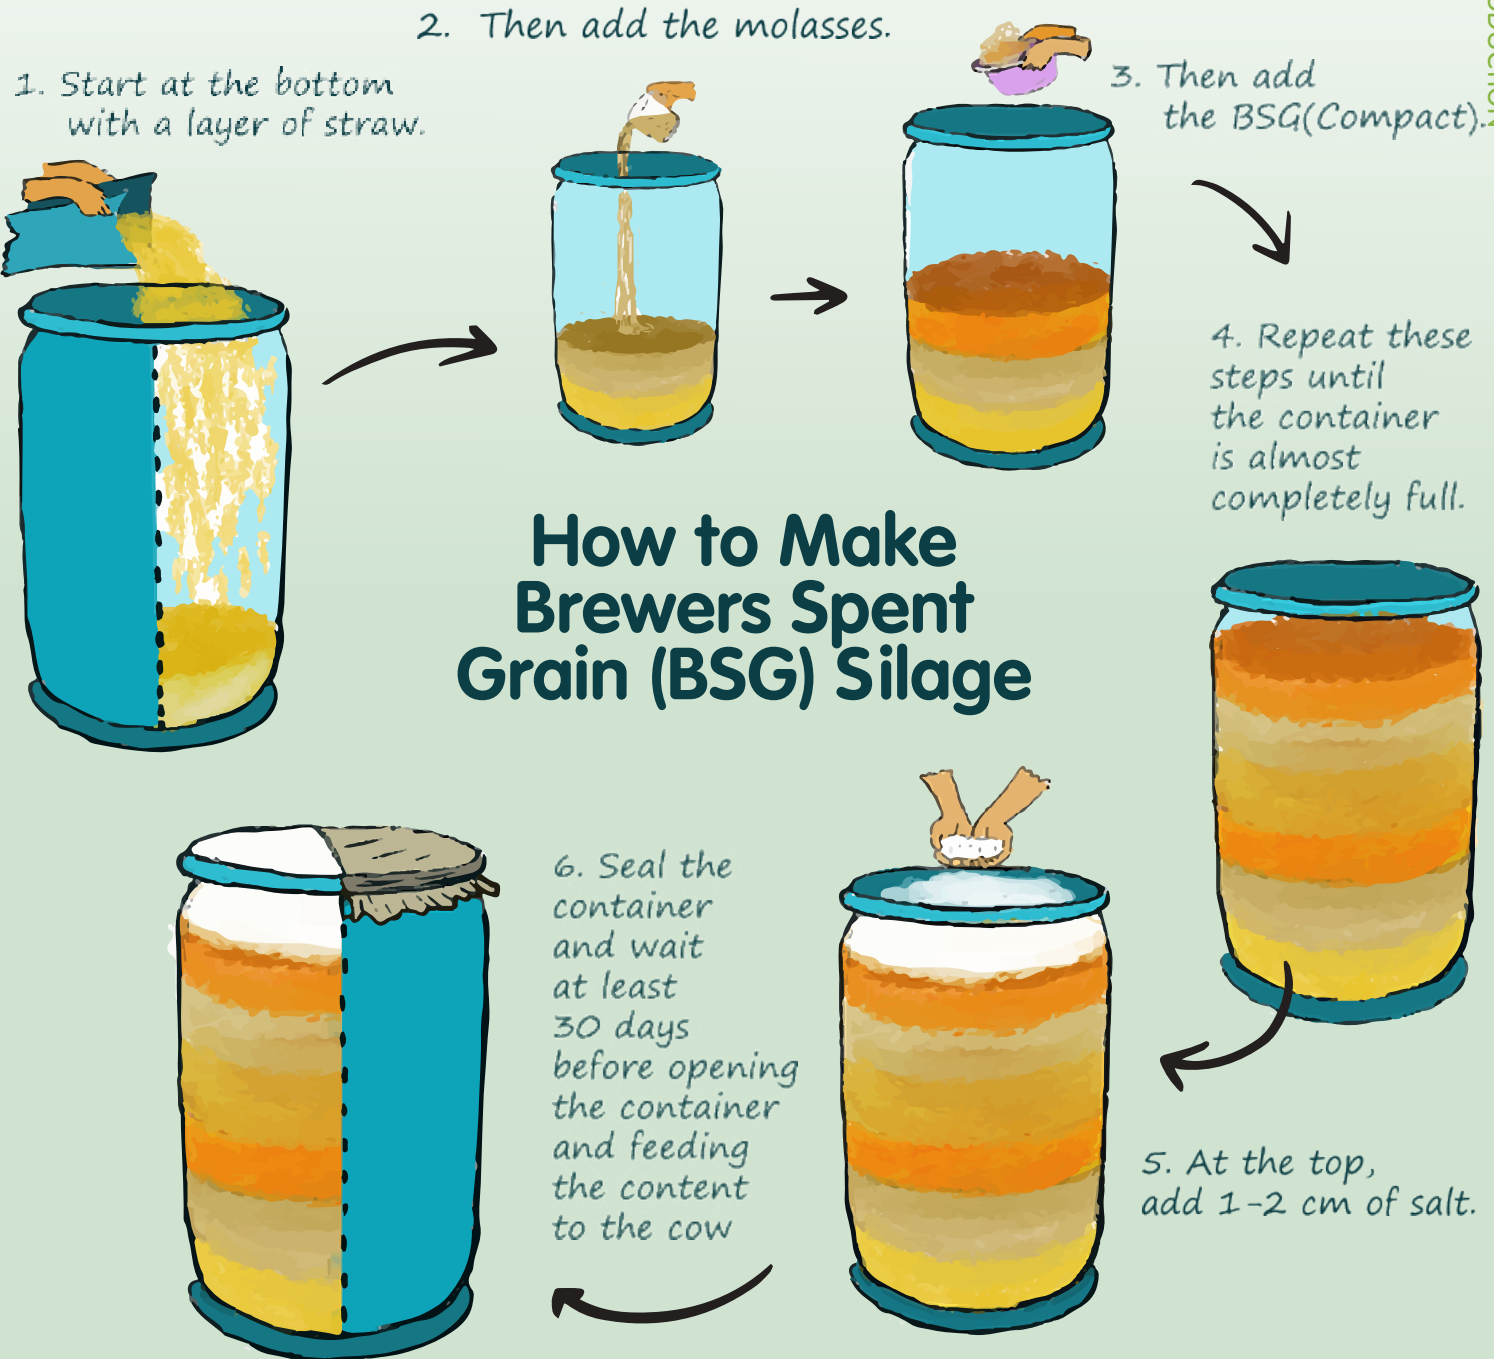 2. Then add the molasses.
1. Start at the bottom
with a layer of straw.
3. Then add
the BSG(Compact).
4. Repeat these
steps until
the container
is almost
completely full.
How to Make
Brewers Spent
Grain (BSG) Silage
6. Seal the
container
and wait
at least
30 days
before opening
the container
and feeding
the content
to the cow
5. At the top,
add 1-2 cm of salt.